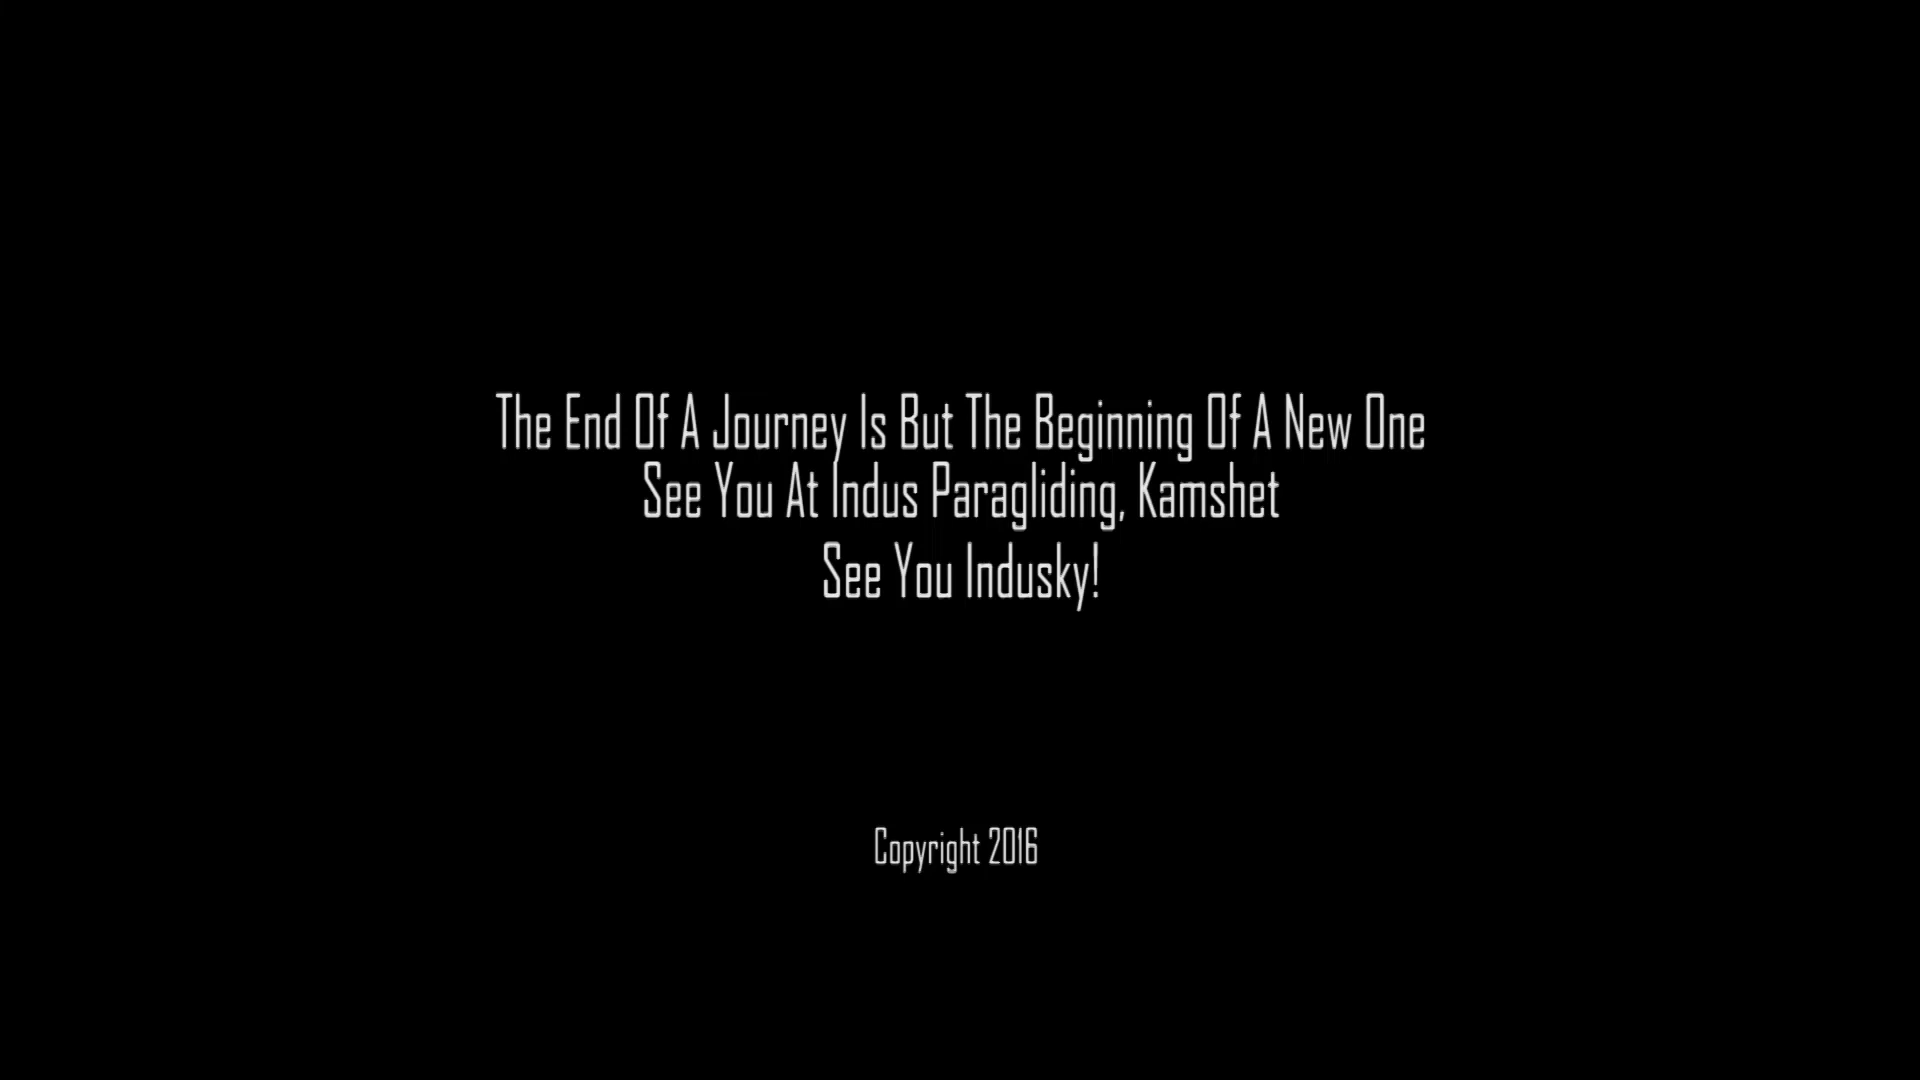 The End Of A Journey Is But The Beginning Of A New One
See You At Indus Paragliding, Kamshet
See You Indusky!
Copyright 2016